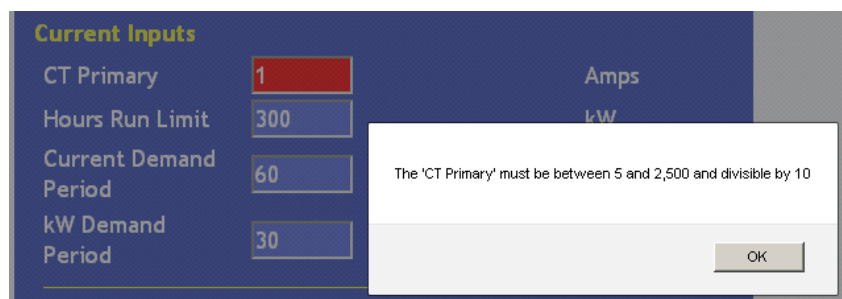 Current Inputs
CT Primary 1 Amps
Hours Run Limit 300 kW
Current Demand
Period 60
The 'CT Primary' must be between 5 and 2,500 and divisible by 10
kW Demand
Period 30
OK